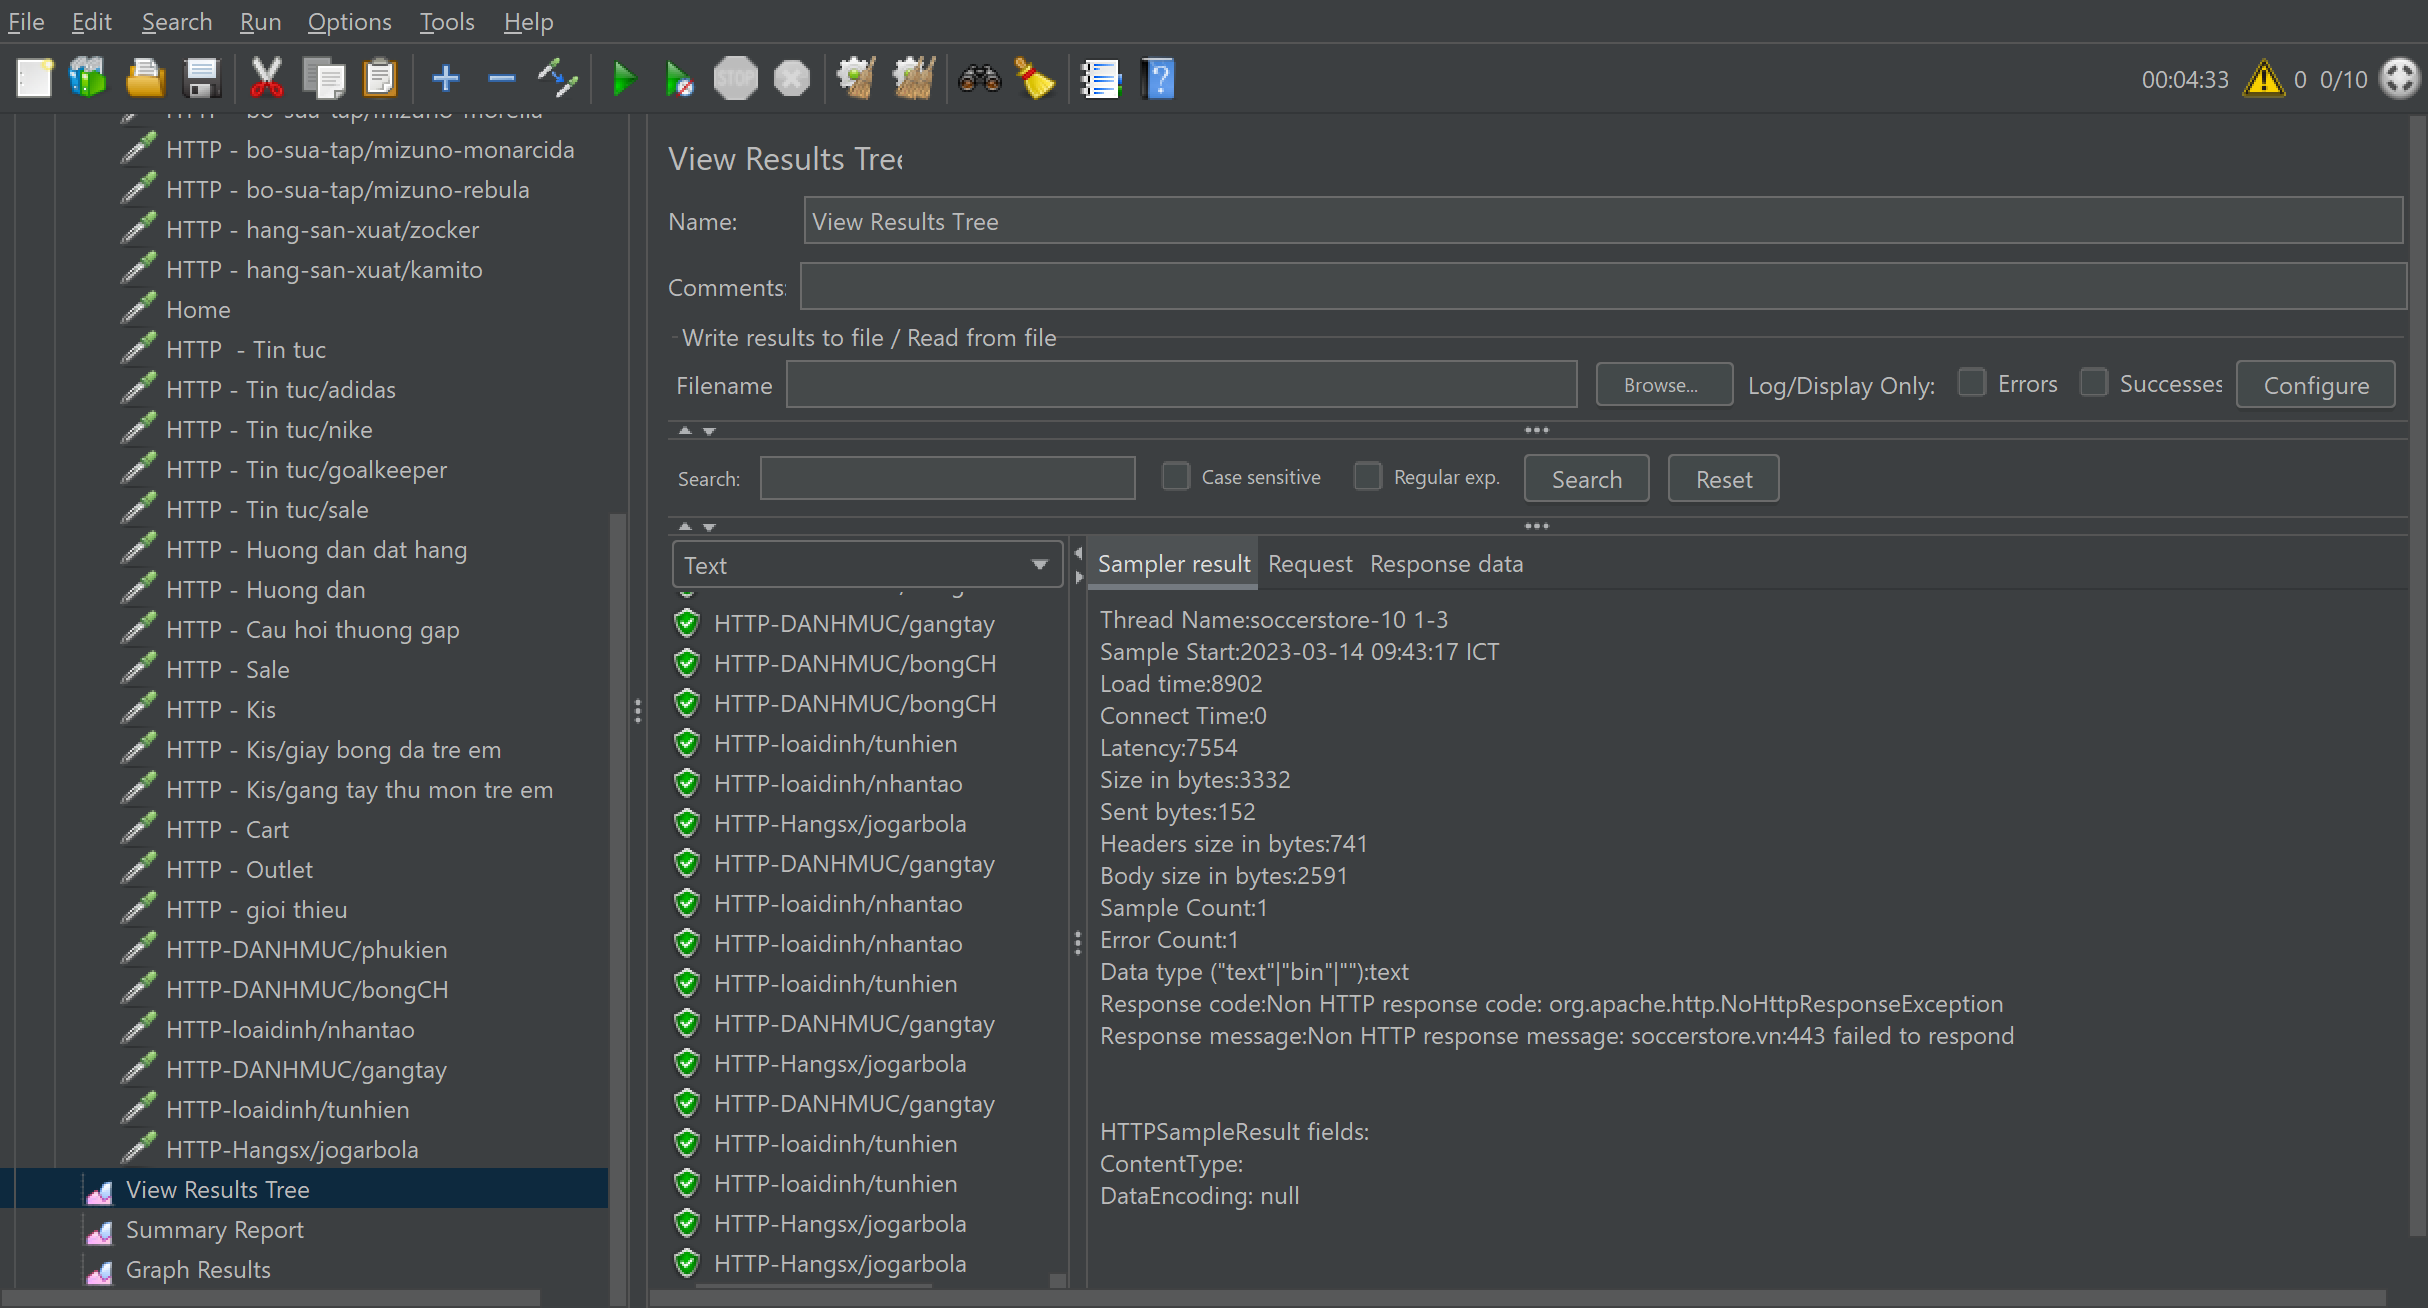 File Edit Search Run Options Tools Help
STOP
00:04:33 0 0/10
HTTP - bo-sua-tap/mizuno-morelia
HTTP - bo-sua-tap/mizuno-monarcida
HTTP - bo-sua-tap/mizuno-rebula
HTTP - hang-san-xuat/zocker
HTTP - hang-san-xuat/kamito
Home
HTTP  - Tin tuc
HTTP - Tin tuc/adidas
HTTP - Tin tuc/nike
HTTP - Tin tuc/goalkeeper
HTTP - Tin tuc/sale
HTTP - Huong dan dat hang
HTTP - Huong dan
HTTP - Cau hoi thuong gap
HTTP - Sale
HTTP - Kis
HTTP - Kis/giay bong da tre em
HTTP - Kis/gang tay thu mon tre em
HTTP - Cart
HTTP - Outlet
HTTP - gioi thieu
HTTP-DANHMUC/phukien
HTTP-DANHMUC/bongCH
HTTP-loaidinh/nhantao
HTTP-DANHMUC/gangtay
HTTP-loaidinh/tunhien
HTTP-Hangsx/jogarbola
View Results Tree
Summary Report
Graph Results
View Results Tree
Name: View Results Tree
Comments:
Write results to file / Read from file
Filename Browse... Log/Display Only: Errors Successes Configure
Search: Case sensitive Regular exp. Search Reset
Text
HTTP-DANHMUC/gangtay
HTTP-DANHMUC/bongCH
HTTP-DANHMUC/bongCH
HTTP-loaidinh/tunhien
HTTP-loaidinh/nhantao
HTTP-Hangsx/jogarbola
HTTP-DANHMUC/gangtay
HTTP-loaidinh/nhantao
HTTP-loaidinh/nhantao
HTTP-loaidinh/tunhien
HTTP-DANHMUC/gangtay
HTTP-Hangsx/jogarbola
HTTP-DANHMUC/gangtay
HTTP-loaidinh/tunhien
HTTP-loaidinh/tunhien
HTTP-Hangsx/jogarbola
HTTP-Hangsx/jogarbola
Sampler result Request Response data
Thread Name:soccerstore-10 1-3
Sample Start:2023-03-14 09:43:17 ICT
Load time:8902
Connect Time:0
Latency:7554
Size in bytes:3332
Sent bytes:152
Headers size in bytes:741
Body size in bytes:2591
Sample Count:1
Error Count:1
Data type ("text"|"bin"|""):text
Response code:Non HTTP response code: org.apache.http.NoHttpResponseException
Response message:Non HTTP response message: soccerstore.vn:443 failed to respond
HTTPSampleResult fields:
ContentType:
DataEncoding: null